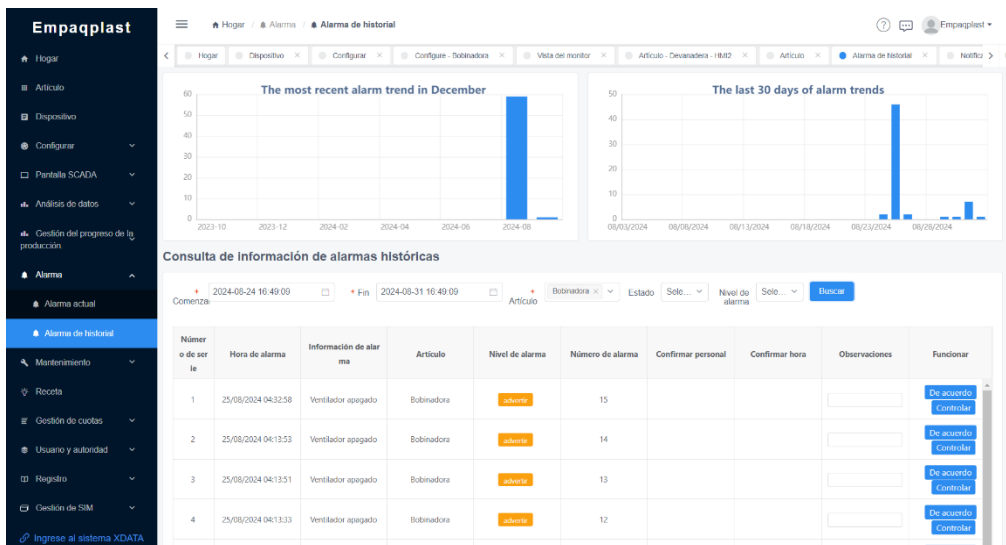 Empaqplast
Hogar / Alarma / Alarma de historial
Empaqplast
Hogar
Artículo
Dispositivo
Configurar
Pantalla SCADA
Análisis de datos
Gestión del progreso de la
producción
Alarma
Alarma actual
Alarma de historial
Mantenimiento
Receta
Gestión de cuotas
Usuario y autoridad
Registro
Gestión de SIM
Ingrese al sistema XDATA
Hogar Dispositivo × Configurar × Configure - Bobinadora × Vista del monitor × Artículo - Devanadera - HMI2 × Artículo × Alarma de historial ×
The most recent alarm trend in December
60
50
40
30
20
10
0
2023-10 2023-12 2024-02 2024-04 2024-06 2024-08
The last 30 days of alarm trends
50
40
30
20
10
0
08/03/2024 08/08/2024 08/13/2024 08/18/2024 08/23/2024 08/28/2024
Consulta de información de alarmas históricas
* Comenza 2024-08-24 16:49:09 * Fin 2024-08-31 16:49:09 * Artículo Bobinadora × Estado Sele... Nivel de alarma Sele... Buscar
Número de serie Hora de alarma Información de alarma Artículo Nivel de alarma Número de alarma Confirmar personal Confirmar hora Observaciones Funcionar
1 25/08/2024 04:32:58 Ventilador apagado Bobinadora advertir 15 De acuerdo Controlar
2 25/08/2024 04:13:53 Ventilador apagado Bobinadora advertir 14 De acuerdo Controlar
3 25/08/2024 04:13:51 Ventilador apagado Bobinadora advertir 13 De acuerdo Controlar
4 25/08/2024 04:13:33 Ventilador apagado Bobinadora advertir 12 De acuerdo Controlar